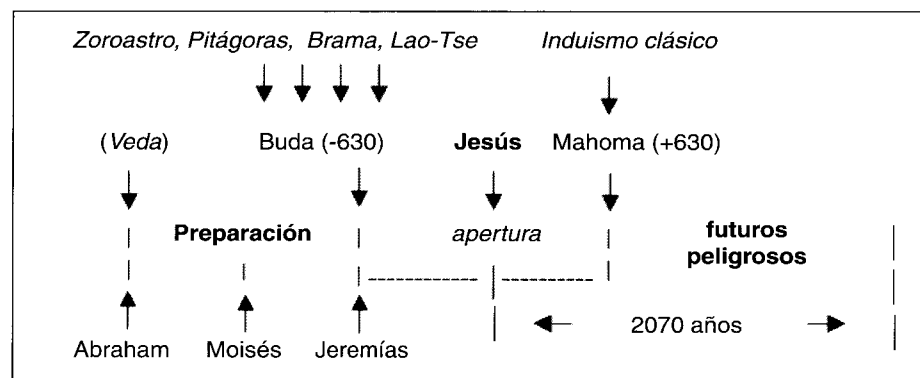 Zoroastro, Pitágoras, Brama, Lao-Tse Induismo clásico
(Veda) Buda (-630) Jesús Mahoma (+630)
Preparación apertura futuros
peligrosos
2070 años
Abraham Moisés Jeremías